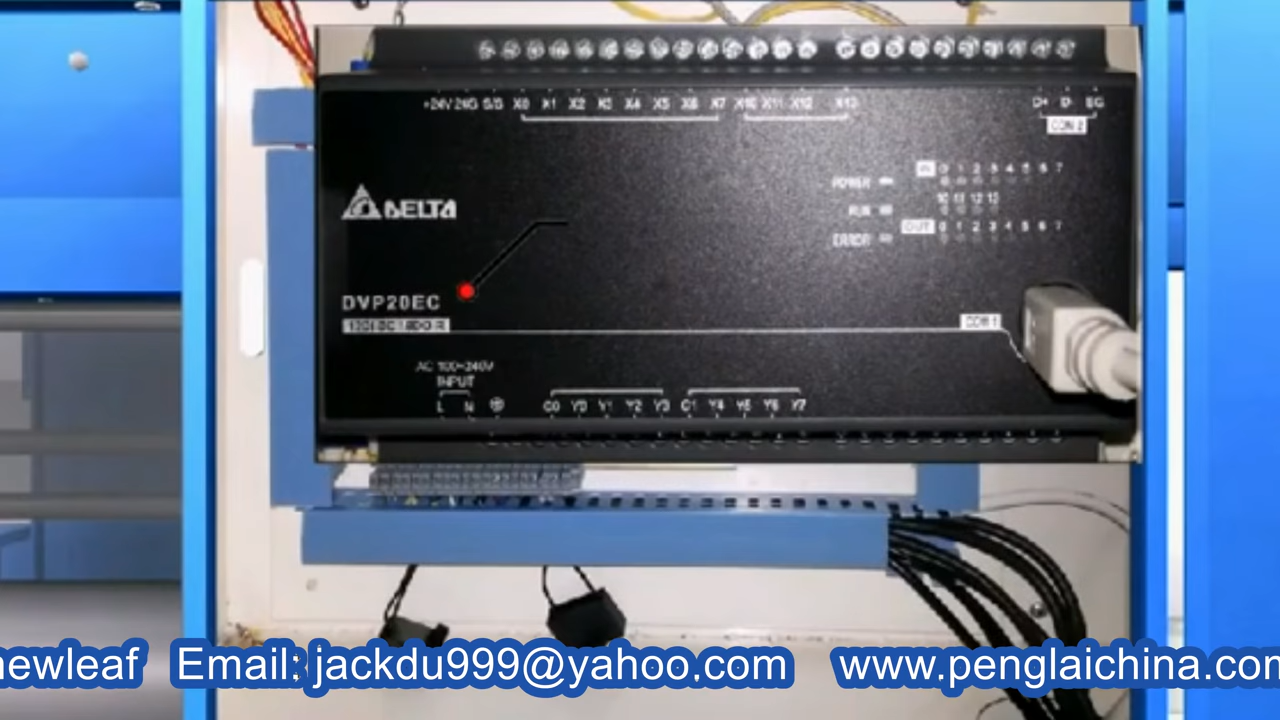 +24V 24G S/S X0 X1 X2 X3 X4 X5 X6 X7 X10 X11 X12 X13
D+ D- SG
COM 2
IN 0 1 2 3 4 5 6 7
POWER
10 11 12 13
RUN
OUT 0 1 2 3 4 5 6 7
ERROR
DELTA
DVP20EC
COM 1
AC 100~240V
INPUT
L N C0 Y0 Y1 Y2 Y3 C1 Y4 Y5 Y6 Y7
newleaf Email: jackdu999@yahoo.com www.penglaichina.com